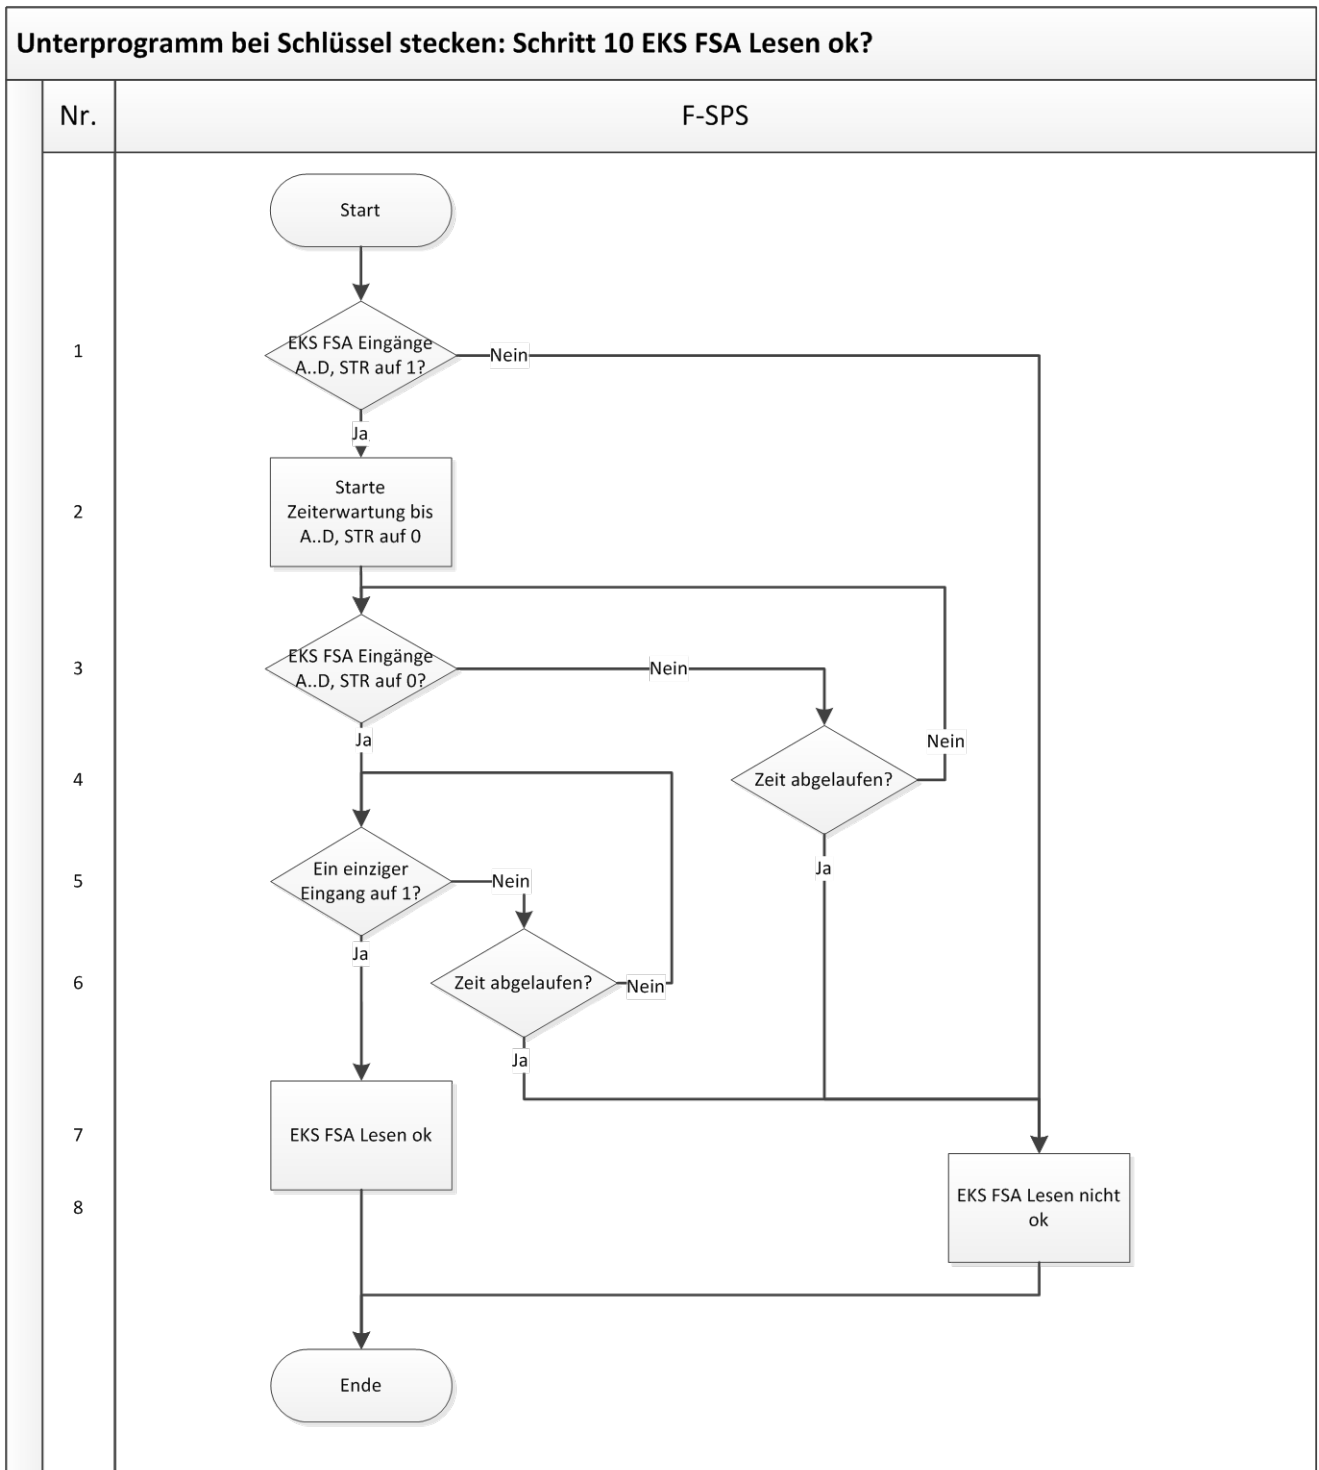 Unterprogramm bei Schlüssel stecken: Schritt 10 EKS FSA Lesen ok?
Nr.
F-SPS
Start
1
EKS FSA Eingänge
A..D, STR auf 1?
Nein
Ja
2
Starte
Zeiterwartung bis
A..D, STR auf 0
3
EKS FSA Eingänge
A..D, STR auf 0?
Nein
Ja
Nein
4
Zeit abgelaufen?
Ja
5
Ein einziger
Eingang auf 1?
Nein
Ja
6
Zeit abgelaufen?
Nein
Ja
7
EKS FSA Lesen ok
8
EKS FSA Lesen nicht
ok
Ende